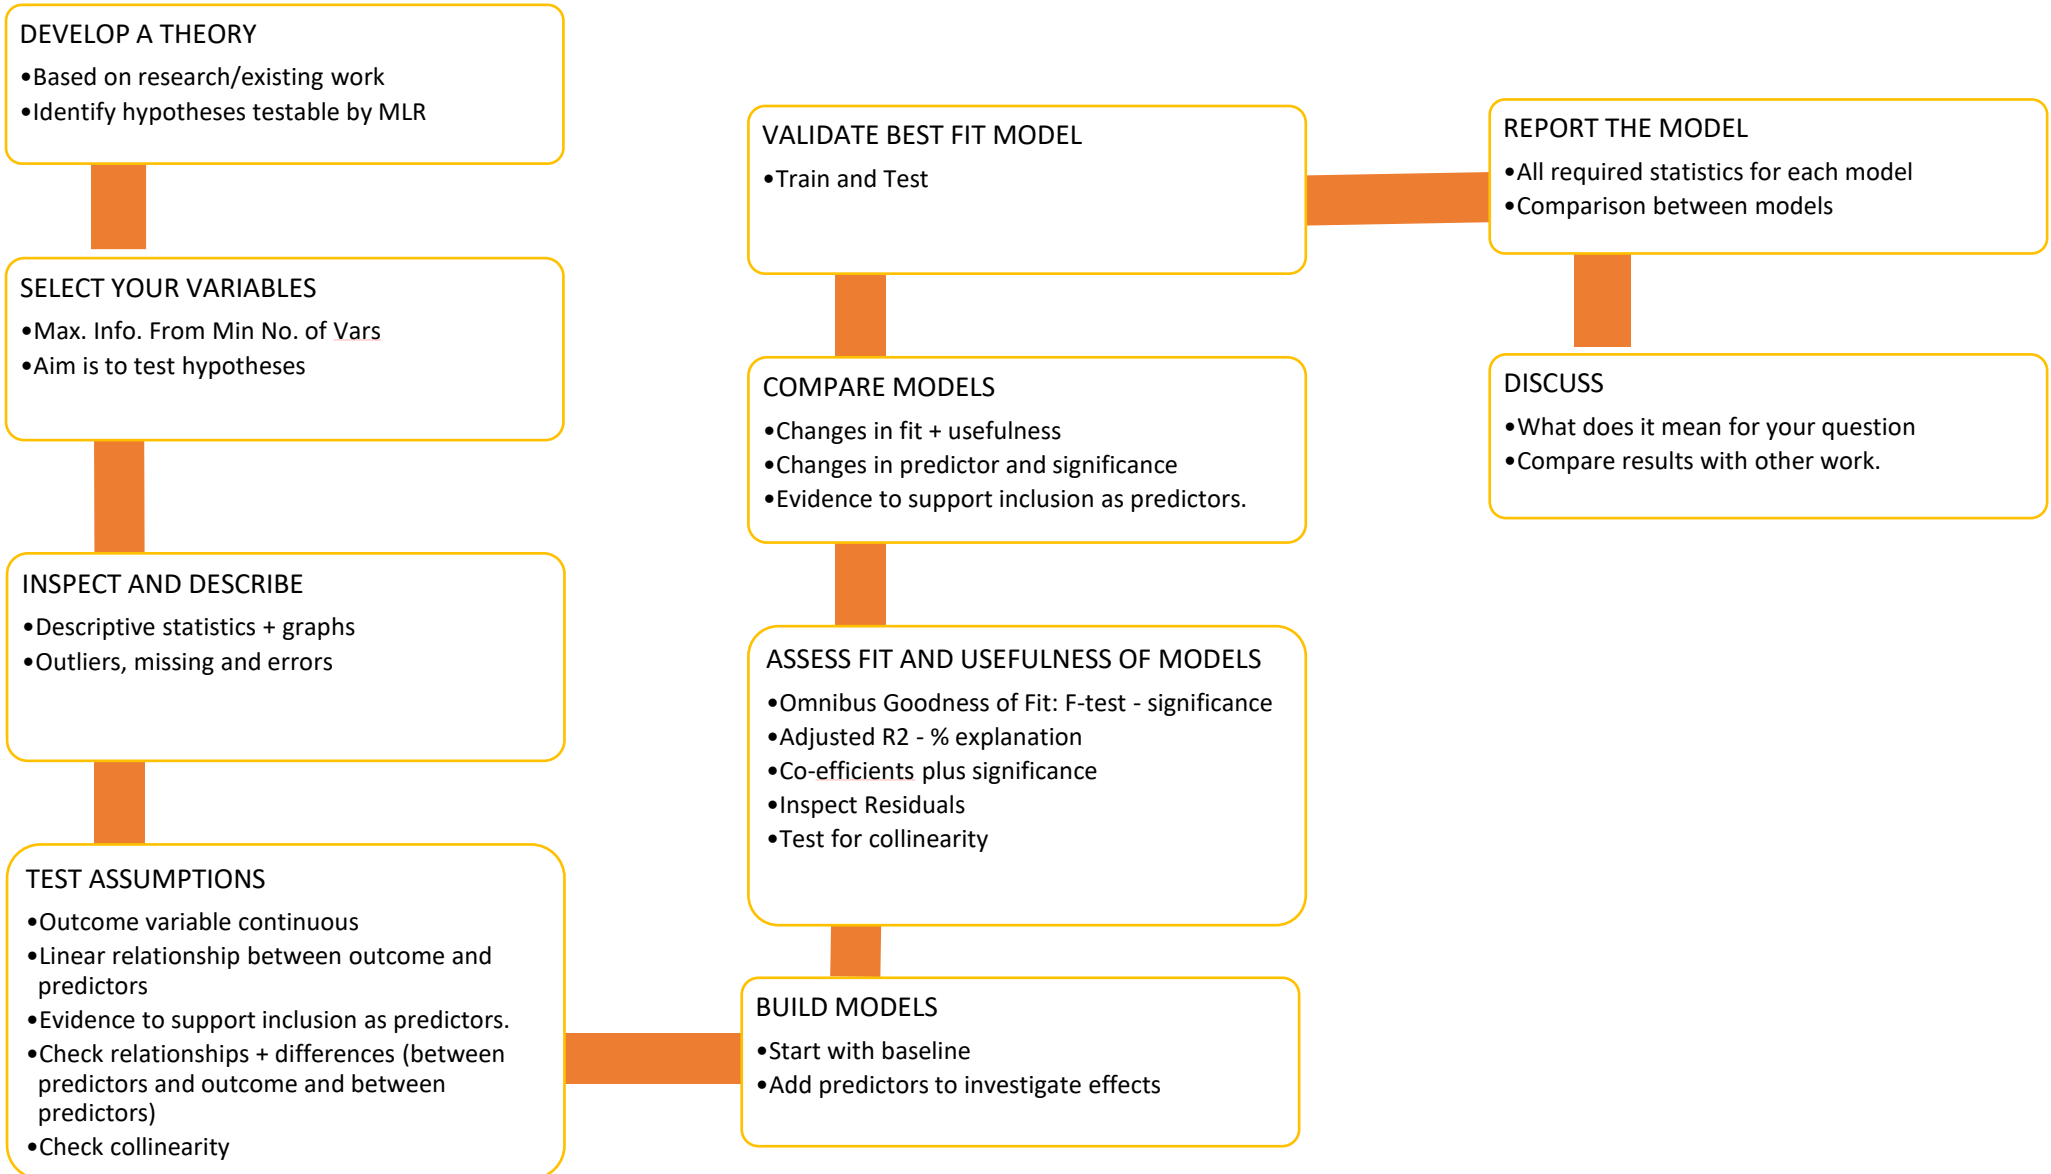 DEVELOP A THEORY
•Based on research/existing work
•Identify hypotheses testable by MLR
SELECT YOUR VARIABLES
•Max. Info. From Min No. of Vars
•Aim is to test hypotheses
INSPECT AND DESCRIBE
•Descriptive statistics + graphs
•Outliers, missing and errors
TEST ASSUMPTIONS
•Outcome variable continuous
•Linear relationship between outcome and
predictors
•Evidence to support inclusion as predictors.
•Check relationships + differences (between
predictors and outcome and between
predictors)
•Check collinearity
BUILD MODELS
•Start with baseline
•Add predictors to investigate effects
ASSESS FIT AND USEFULNESS OF MODELS
•Omnibus Goodness of Fit: F-test - significance
•Adjusted R2 - % explanation
•Co-efficients plus significance
•Inspect Residuals
•Test for collinearity
COMPARE MODELS
•Changes in fit + usefulness
•Changes in predictor and significance
•Evidence to support inclusion as predictors.
VALIDATE BEST FIT MODEL
•Train and Test
REPORT THE MODEL
•All required statistics for each model
•Comparison between models
DISCUSS
•What does it mean for your question
•Compare results with other work.